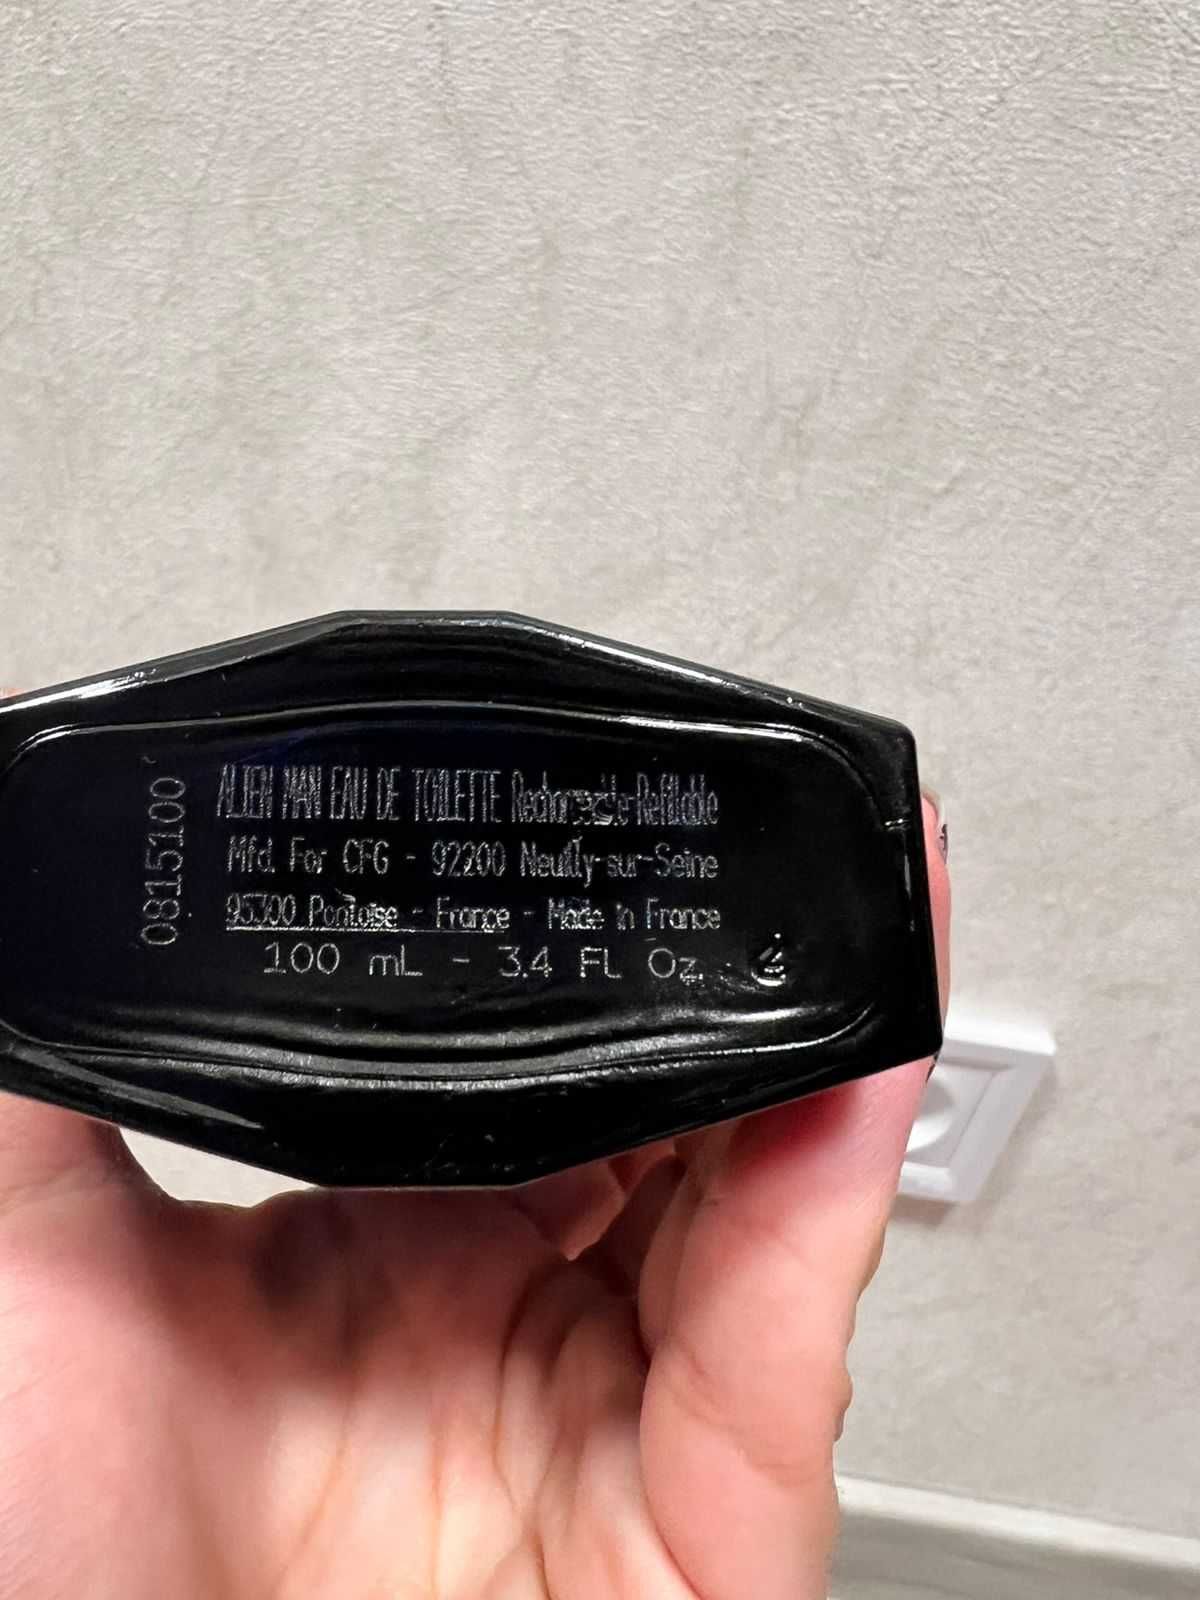 ALIEN MAN EAU DE TOILETTE Rechargeable-Refillable
Mfd. For CFG - 92200 Neuilly-sur-Seine
95300 Pontoise - France - Made in France
100 mL - 3.4 FL Oz.
0815100